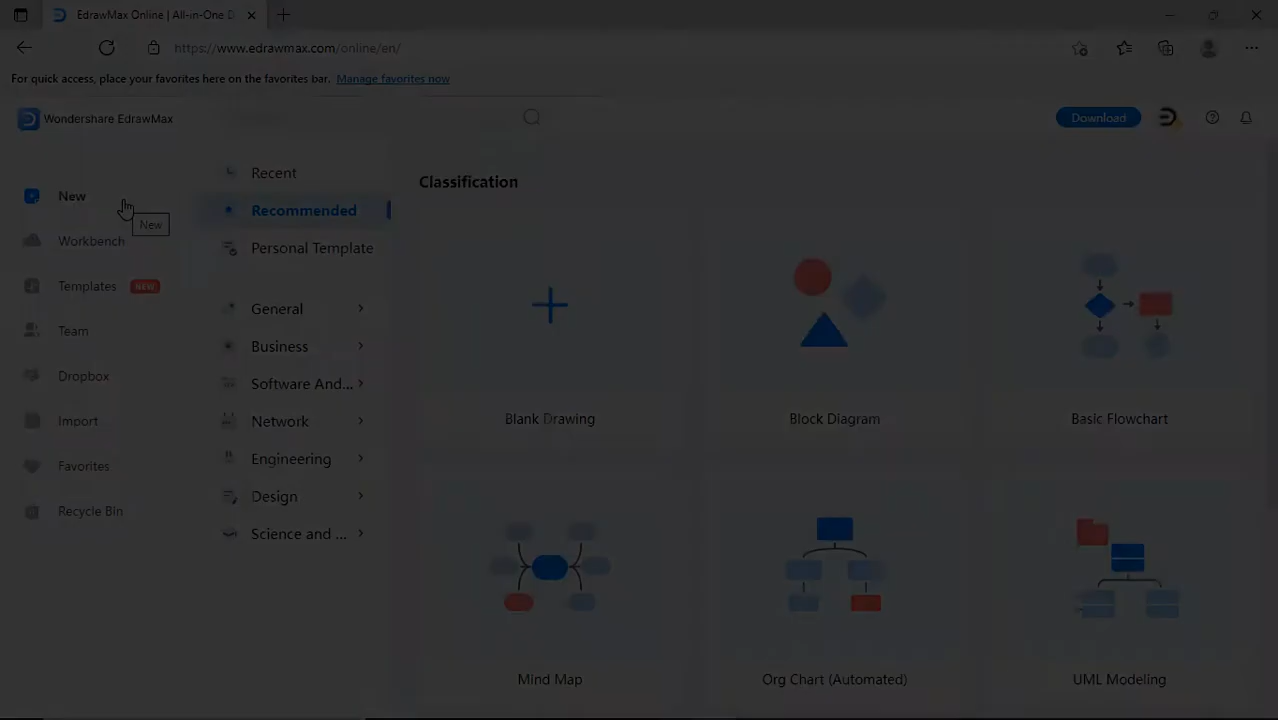 EdrawMax Online | All-in-One D
https://www.edrawmax.com/online/en/
For quick access, place your favorites here on the favorites bar. Manage favorites now
Wondershare EdrawMax
Download
New
New
Workbench
Templates NEW
Team
Dropbox
Import
Favorites
Recycle Bin
Recent
Recommended
Personal Template
General
Business
Software And...
Network
Engineering
Design
Science and ...
Classification
Blank Drawing
Block Diagram
Basic Flowchart
Mind Map
Org Chart (Automated)
UML Modeling